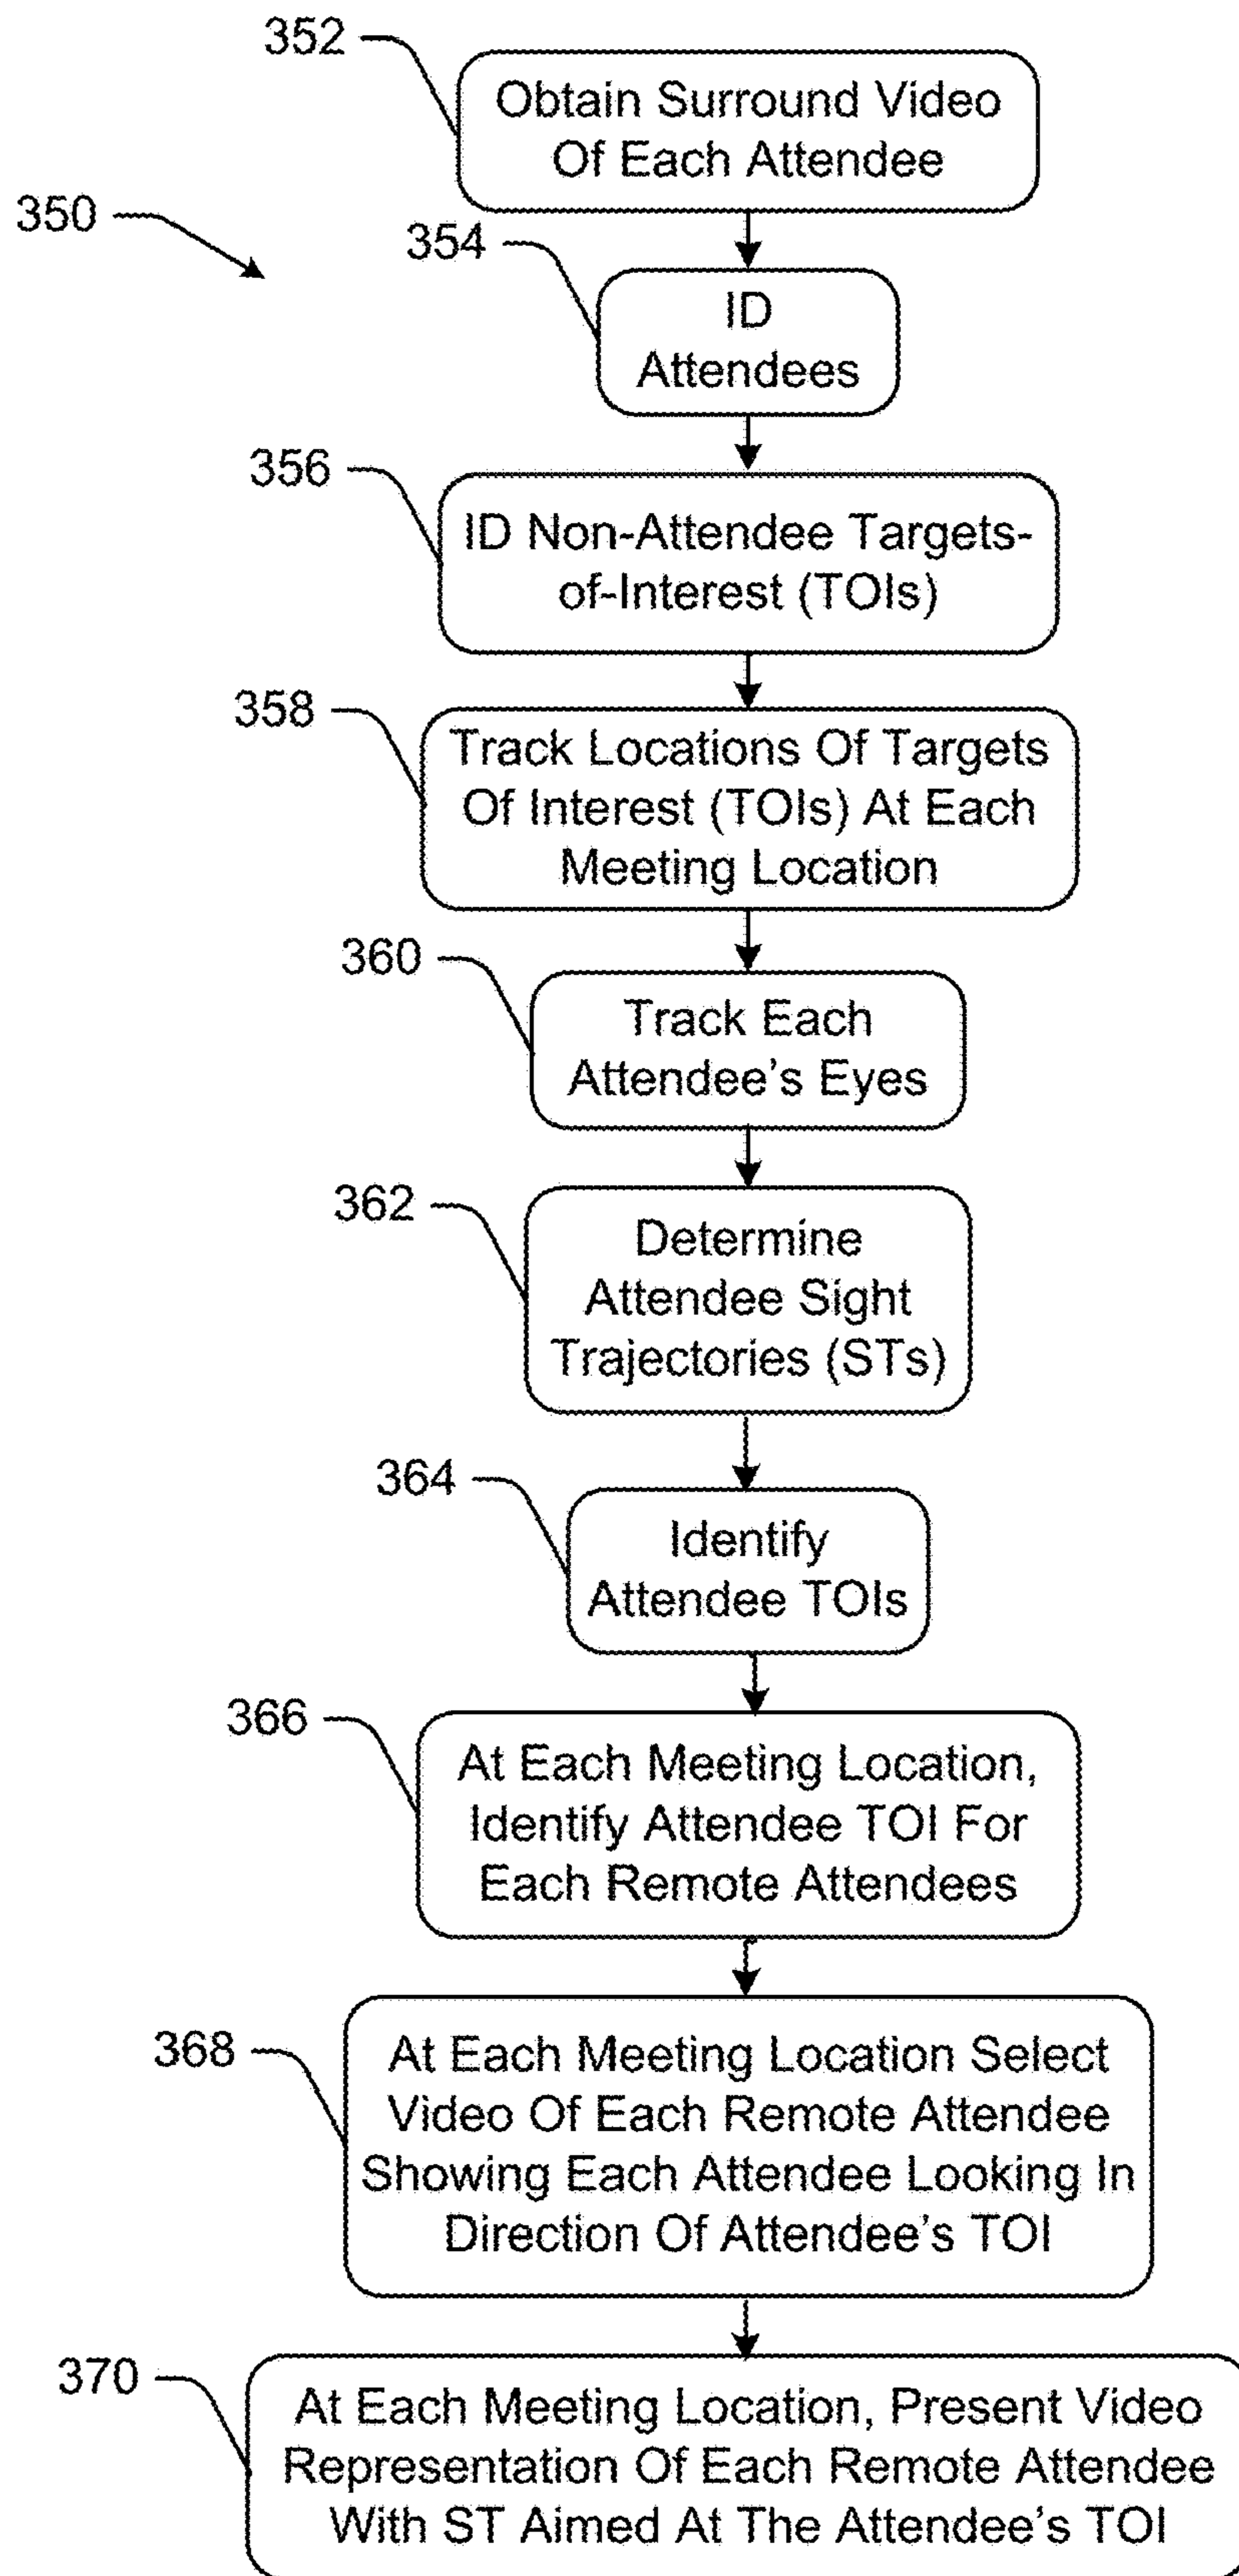 352
Obtain Surround Video
Of Each Attendee
350
354
ID
Attendees
356
ID Non-Attendee Targets-
of-Interest (TOIs)
358
Track Locations Of Targets
Of Interest (TOIs) At Each
Meeting Location
360
Track Each
Attendee's Eyes
362
Determine
Attendee Sight
Trajectories (STs)
364
Identify
Attendee TOIs
366
At Each Meeting Location,
Identify Attendee TOI For
Each Remote Attendees
368
At Each Meeting Location Select
Video Of Each Remote Attendee
Showing Each Attendee Looking In
Direction Of Attendee's TOI
370
At Each Meeting Location, Present Video
Representation Of Each Remote Attendee
With ST Aimed At The Attendee's TOI